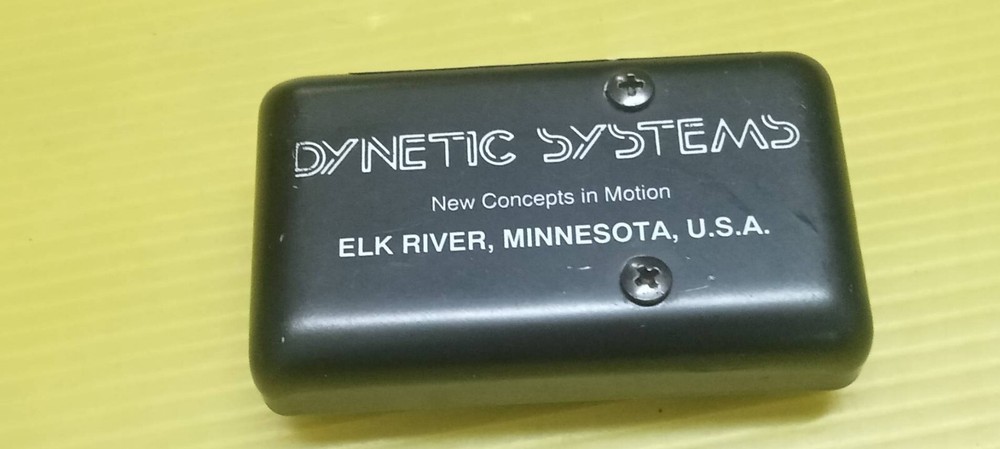 DYNETIC SYSTEMS
New Concepts in Motion
ELK RIVER, MINNESOTA, U.S.A.